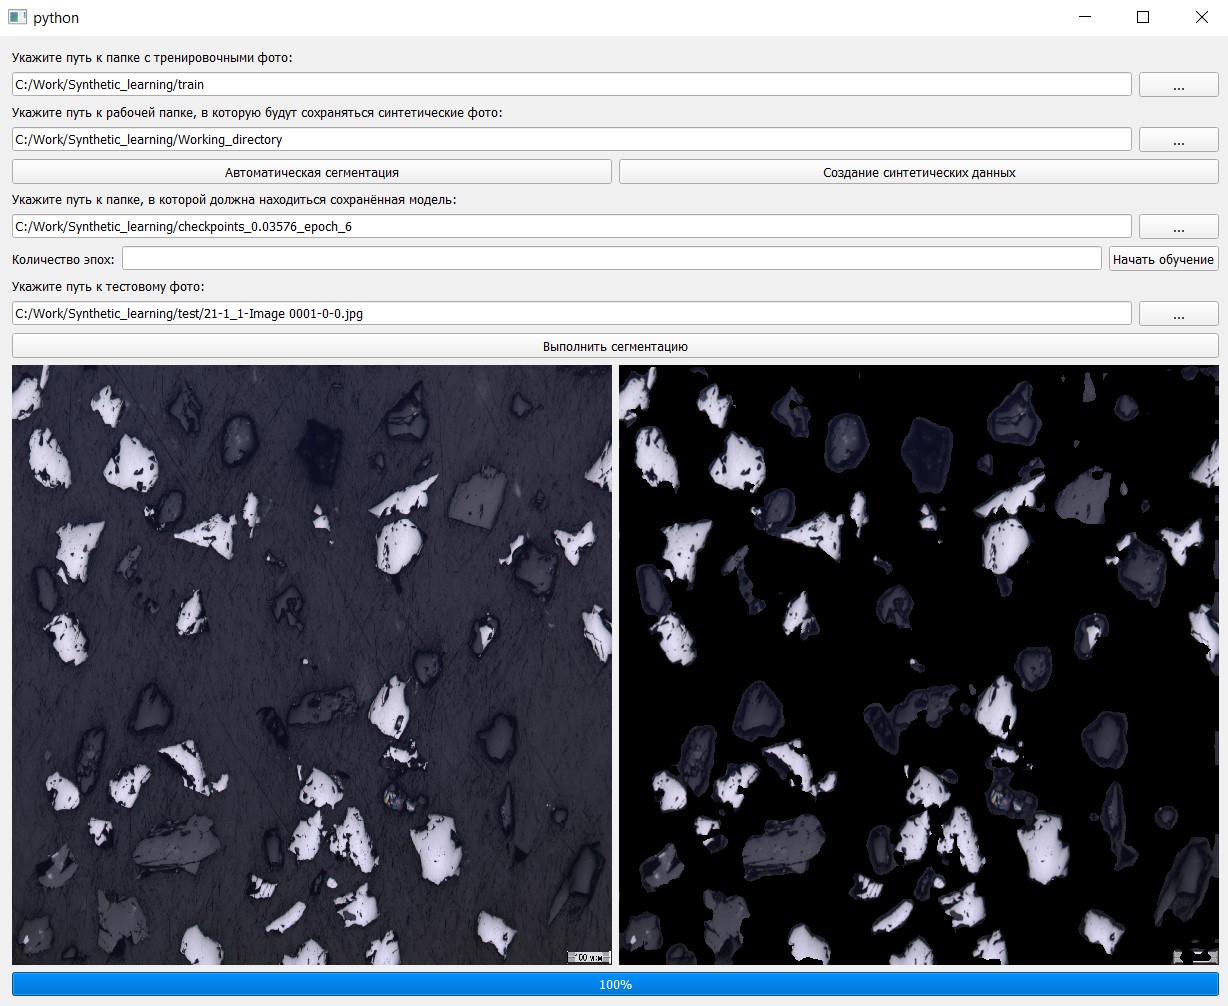 python
Укажите путь к папке с тренировочными фото:
C:/Work/Synthetic_learning/train
...
Укажите путь к рабочей папке, в которую будут сохраняться синтетические фото:
C:/Work/Synthetic_learning/Working_directory
...
Автоматическая сегментация
Создание синтетических данных
Укажите путь к папке, в которой должна находиться сохранённая модель:
C:/Work/Synthetic_learning/checkpoints_0.03576_epoch_6
...
Количество эпох:
Начать обучение
Укажите путь к тестовому фото:
C:/Work/Synthetic_learning/test/21-1_1-Image 0001-0-0.jpg
...
Выполнить сегментацию
100 мкм
100%